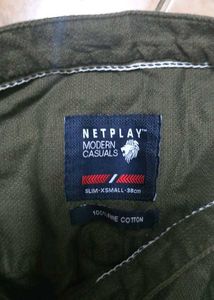 NETPLAY™
MODERN
CASUALS
SLIM-XSMALL-38cm
100% FINE COTTON